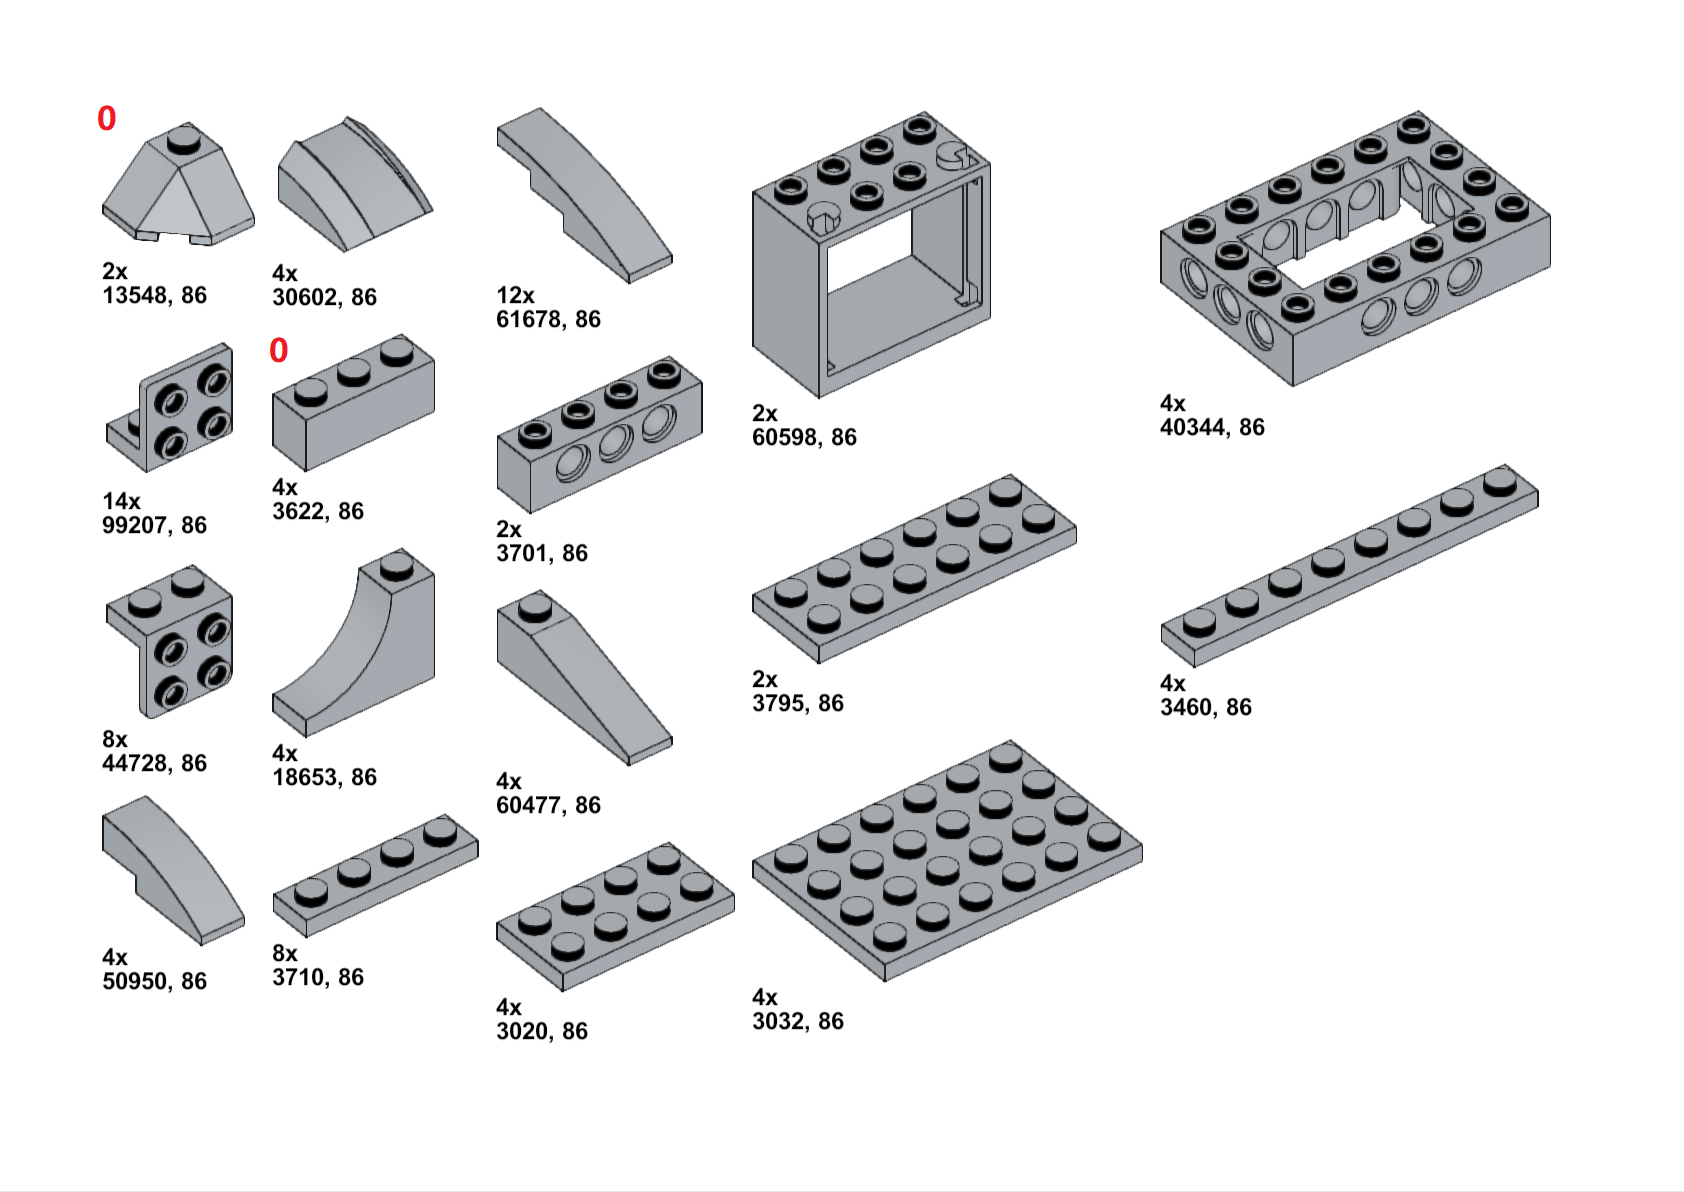 0
2x
13548, 86
4x
30602, 86
12x
61678, 86
2x
60598, 86
4x
40344, 86
14x
99207, 86
0
4x
3622, 86
2x
3701, 86
2x
3795, 86
4x
3460, 86
8x
44728, 86
4x
18653, 86
4x
60477, 86
4x
50950, 86
8x
3710, 86
4x
3020, 86
4x
3032, 86